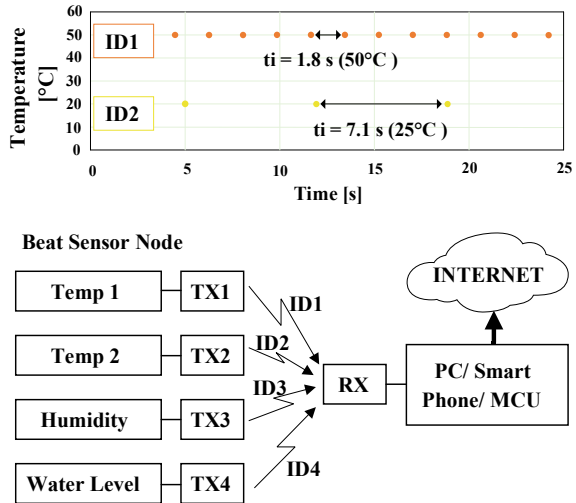 Temperature
[°C]
60
50
40
30
20
10
0
ID1
ti = 1.8 s (50°C )
ID2
ti = 7.1 s (25°C )
0
5
10
15
20
25
Time [s]
Beat Sensor Node
Temp 1
TX1
ID1
Temp 2
TX2
ID2
Humidity
TX3
ID3
Water Level
TX4
ID4
RX
PC/ Smart
Phone/ MCU
INTERNET